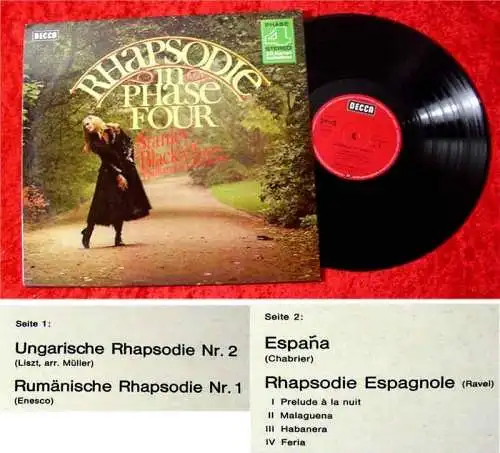 DECCA
RHAPSODIE
in
PHASE
FOUR
Stanley
Black
PHASE
4
STEREO
DECCA
Seite 1:
Ungarische Rhapsodie Nr. 2
(Liszt, arr. Müller)
Rumänische Rhapsodie Nr. 1
(Enesco)
Seite 2:
España
(Chabrier)
Rhapsodie Espagnole (Ravel)
I Prelude à la nuit
II Malaguena
III Habanera
IV Feria